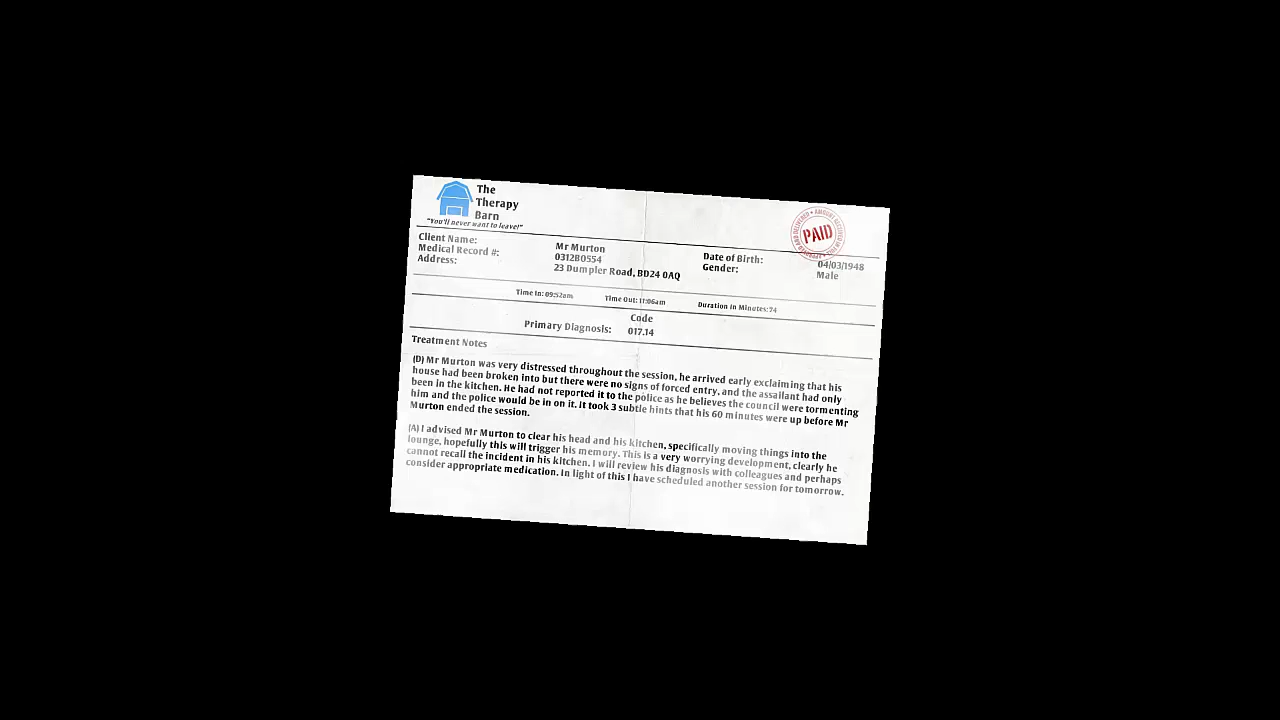 The
Therapy
Barn
"You'll never want to leave!"
PAID
Client Name: Mr Murton Date of Birth: 04/03/1948
Medical Record #: 0312B0554 Gender: Male
Address: 23 Dumpler Road, BD24 0AQ
Time In: 09:52am Time Out: 11:06am Duration in Minutes: 74
Code
Primary Diagnosis: 017.14
Treatment Notes
(D) Mr Murton was very distressed throughout the session, he arrived early exclaiming that his
house had been broken into but there were no signs of forced entry, and the assailant had only
been in the kitchen. He had not reported it to the police as he believes the council were tormenting
him and the police would be in on it. It took 3 subtle hints that his 60 minutes were up before Mr
Murton ended the session.
(A) I advised Mr Murton to clear his head and his kitchen, specifically moving things into the
lounge, hopefully this will trigger his memory. This is a very worrying development, clearly he
cannot recall the incident in his kitchen. I will review his diagnosis with colleagues and perhaps
consider appropriate medication. In light of this I have scheduled another session for tomorrow.